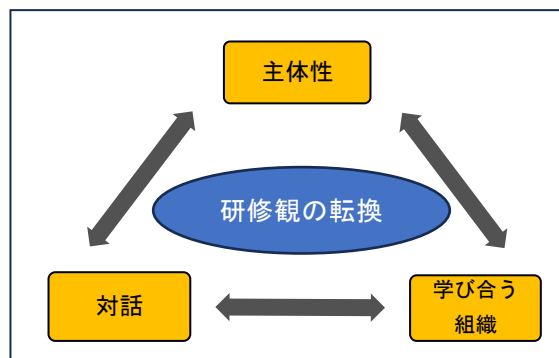 主体性
研修観の転換
対話
学び合う
組織